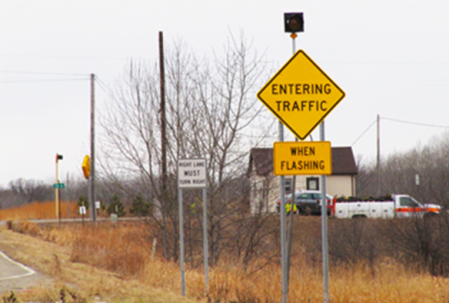 ENTERING
TRAFFIC
WHEN
FLASHING
RIGHT LANE
MUST
TURN RIGHT